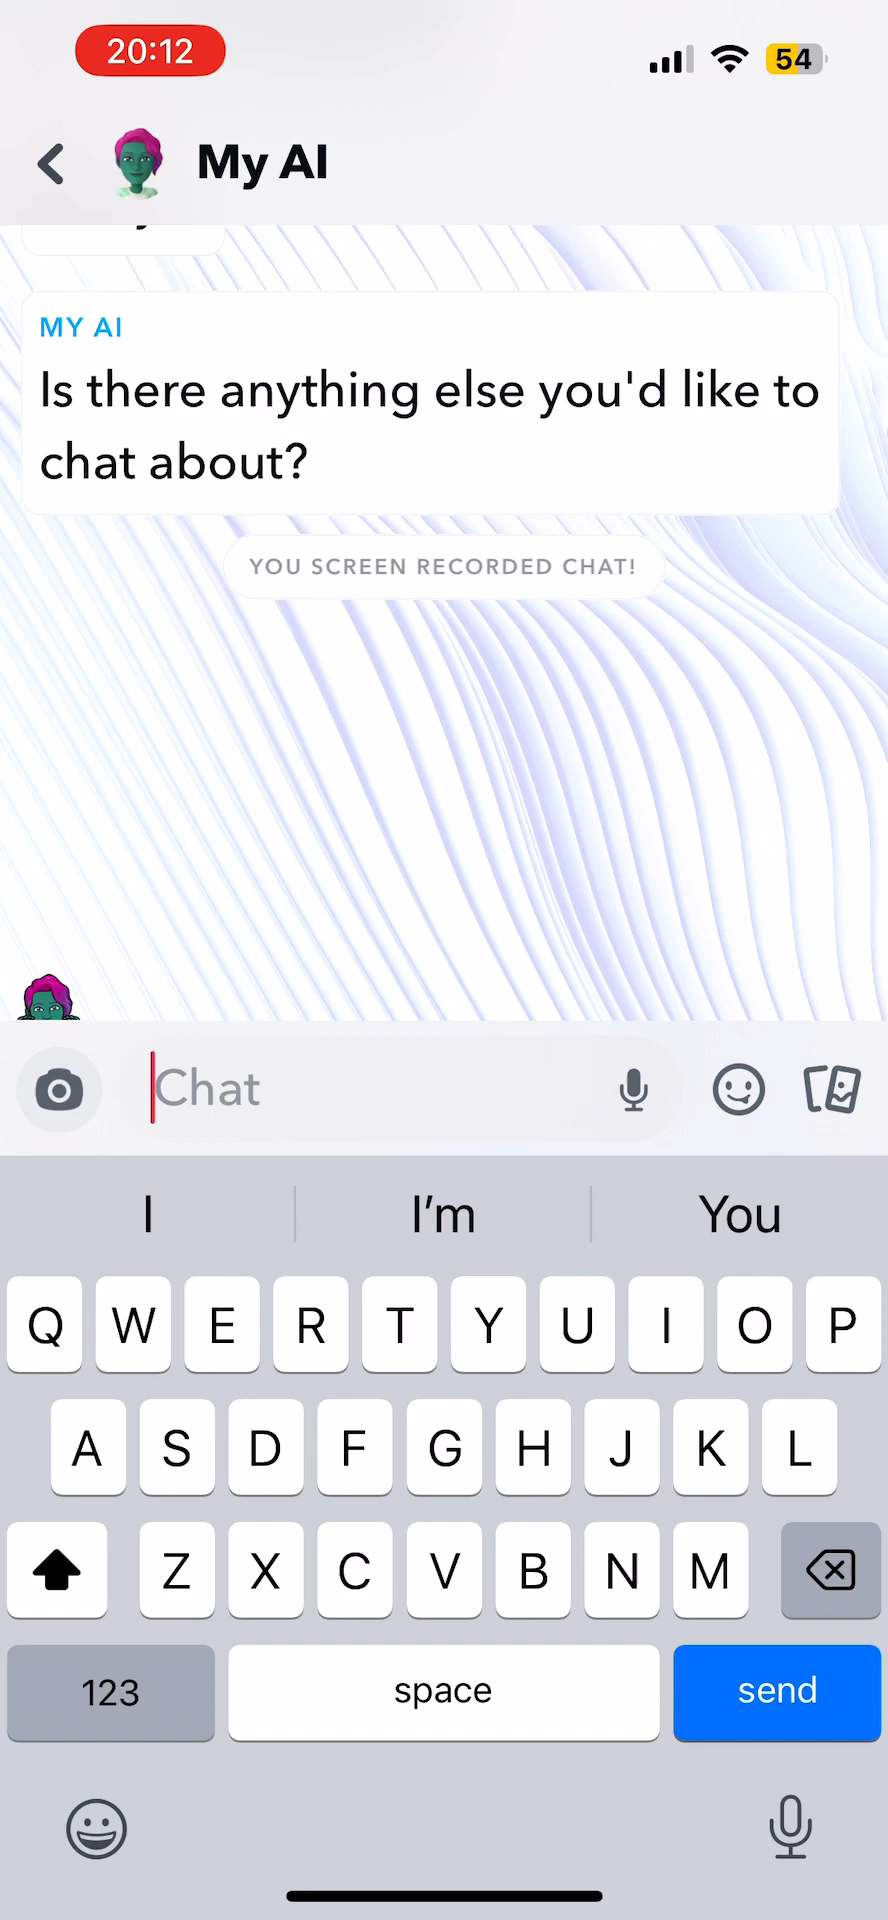 20:12
54
My AI
MY AI
Is there anything else you'd like to
chat about?
YOU SCREEN RECORDED CHAT!
Chat
I I’m You
Q W E R T Y U I O P
A S D F G H J K L
Z X C V B N M
123 space send